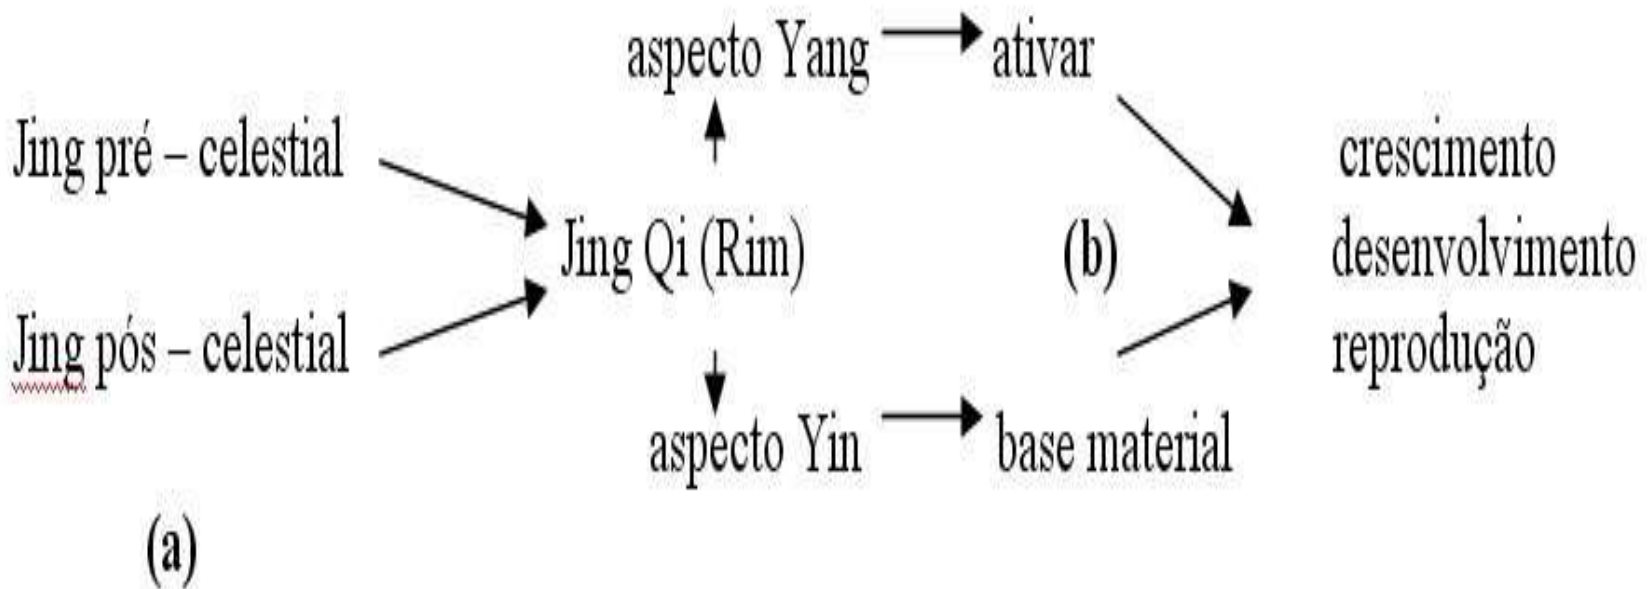 aspecto Yang
ativar
Jing pré – celestial
crescimento
Jing Qi (Rim)
(b)
desenvolvimento
Jing pós – celestial
reprodução
aspecto Yin
base material
(a)